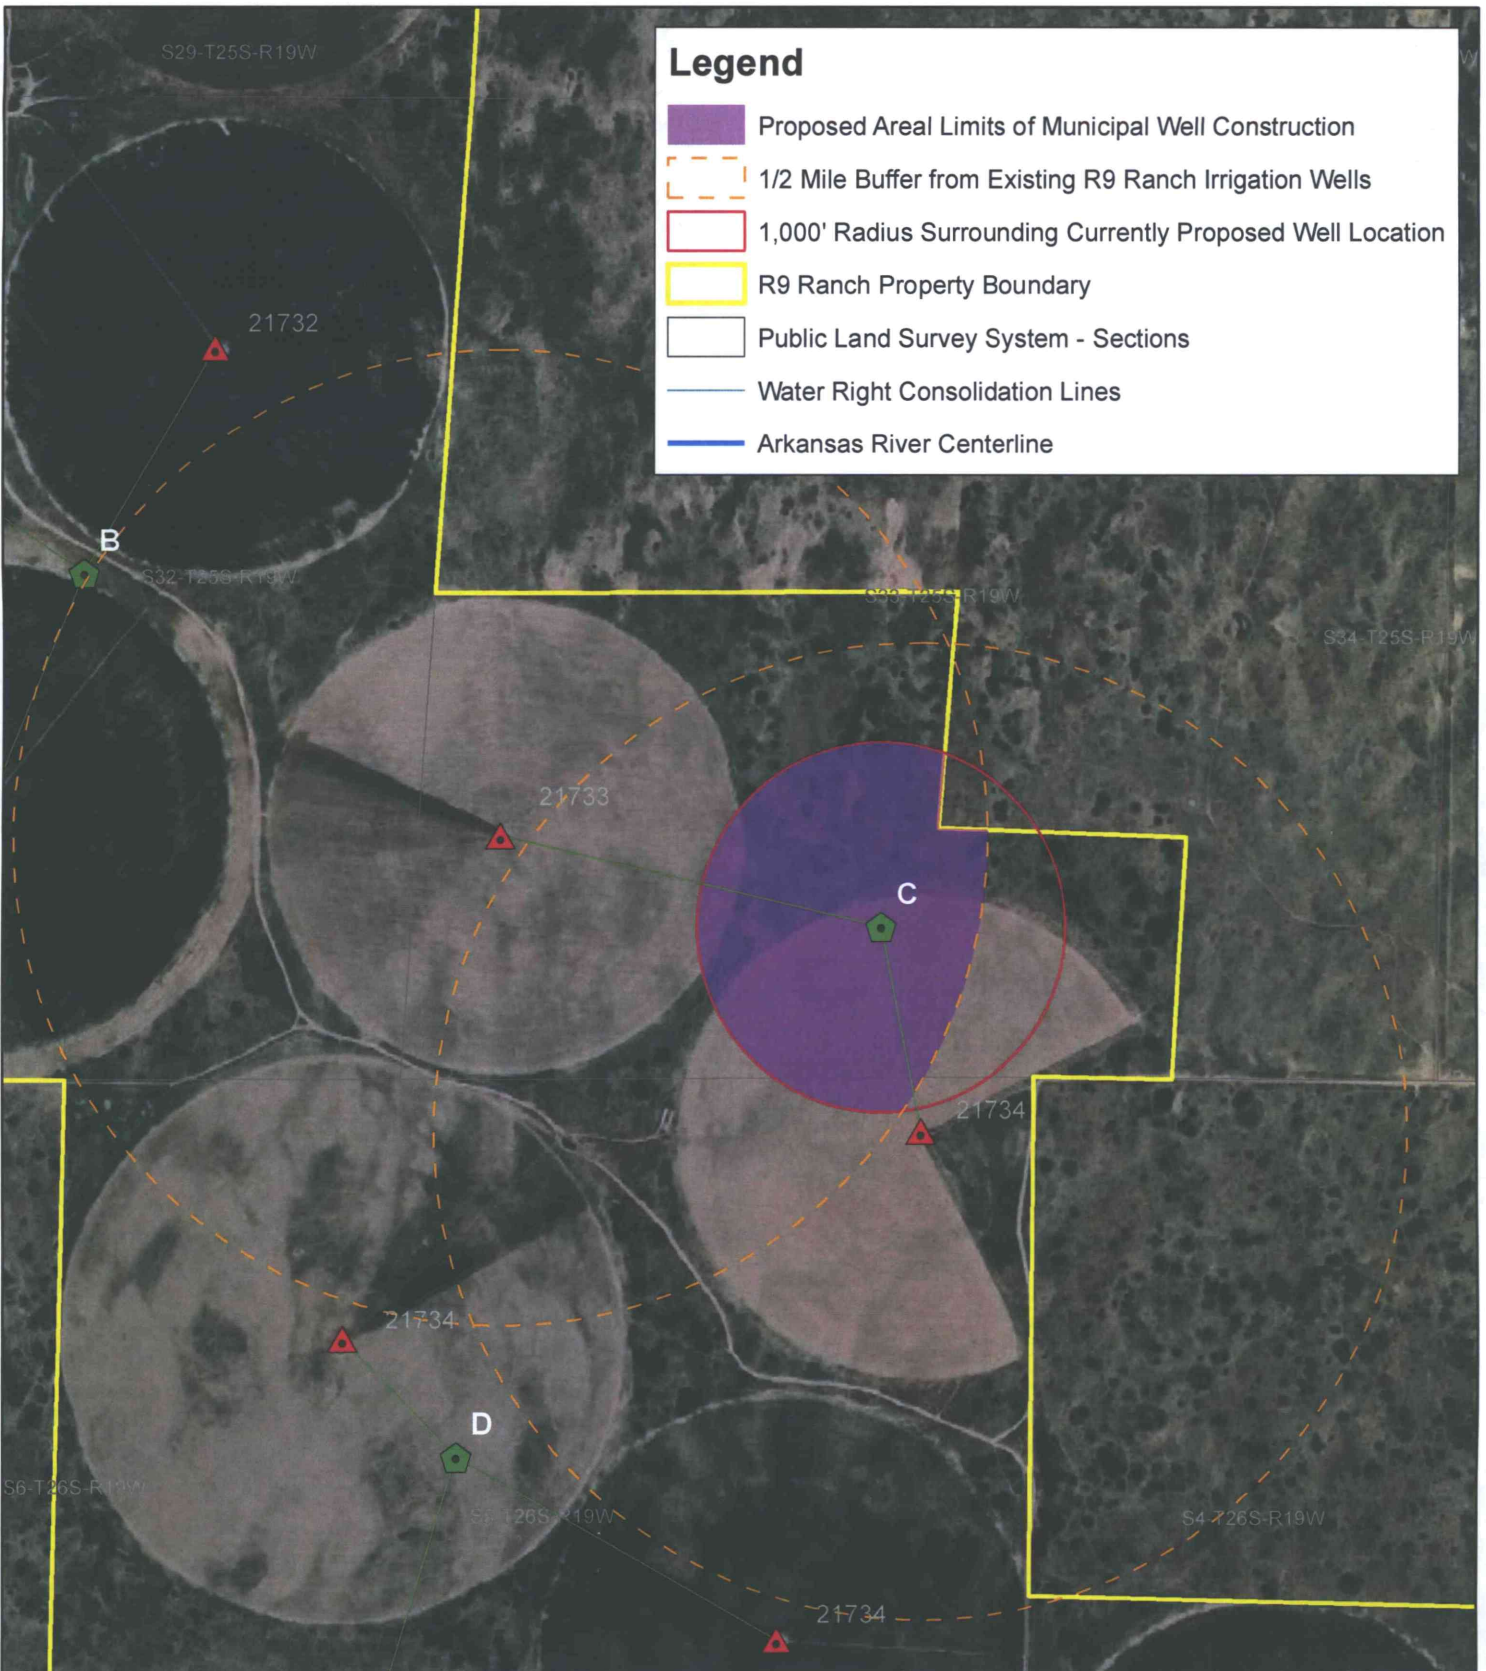 S29-T25S-R19W
Legend
Proposed Areal Limits of Municipal Well Construction
1/2 Mile Buffer from Existing R9 Ranch Irrigation Wells
1,000' Radius Surrounding Currently Proposed Well Location
R9 Ranch Property Boundary
Public Land Survey System - Sections
Water Right Consolidation Lines
Arkansas River Centerline
21732
B
S32-T25S-R19W
S33-T25S-R19W
S34-T25S-R19W
21733
C
21734
21734
D
S6-T26S-R19W
S4-T26S-R19W
21734